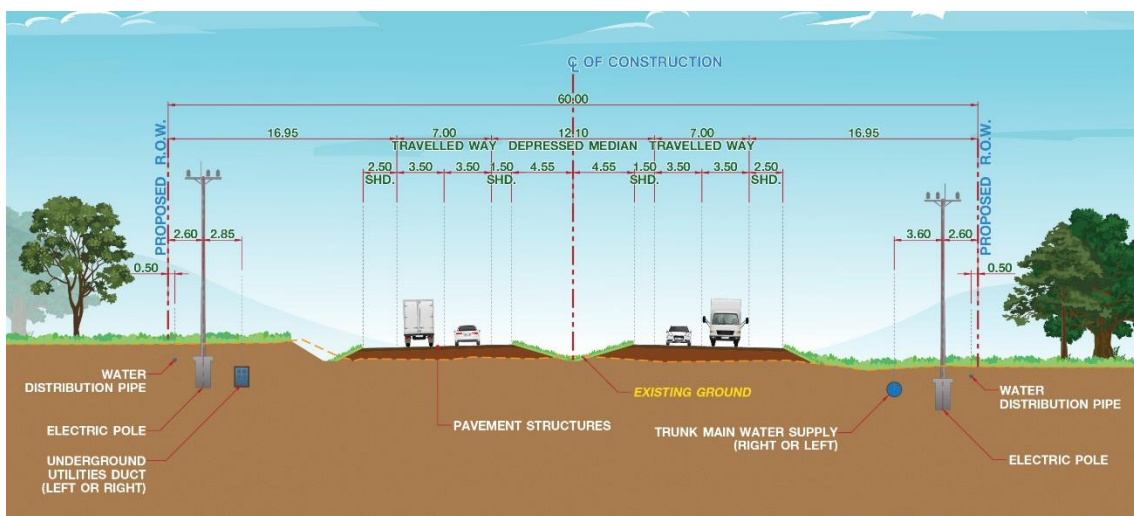 ℄ OF CONSTRUCTION
60.00
16.95 7.00 12.10 7.00 16.95
TRAVELLED WAY DEPRESSED MEDIAN TRAVELLED WAY
2.50 3.50 3.50 1.50 4.55 4.55 1.50 3.50 3.50 2.50
SHD. SHD. SHD. SHD.
PROPOSED R.O.W.
PROPOSED R.O.W.
2.60 2.85 3.60 2.60
0.50 0.50
WATER
DISTRIBUTION PIPE
ELECTRIC POLE
UNDERGROUND
UTILITIES DUCT
(LEFT OR RIGHT)
PAVEMENT STRUCTURES
EXISTING GROUND
TRUNK MAIN WATER SUPPLY
(RIGHT OR LEFT)
WATER
DISTRIBUTION PIPE
ELECTRIC POLE